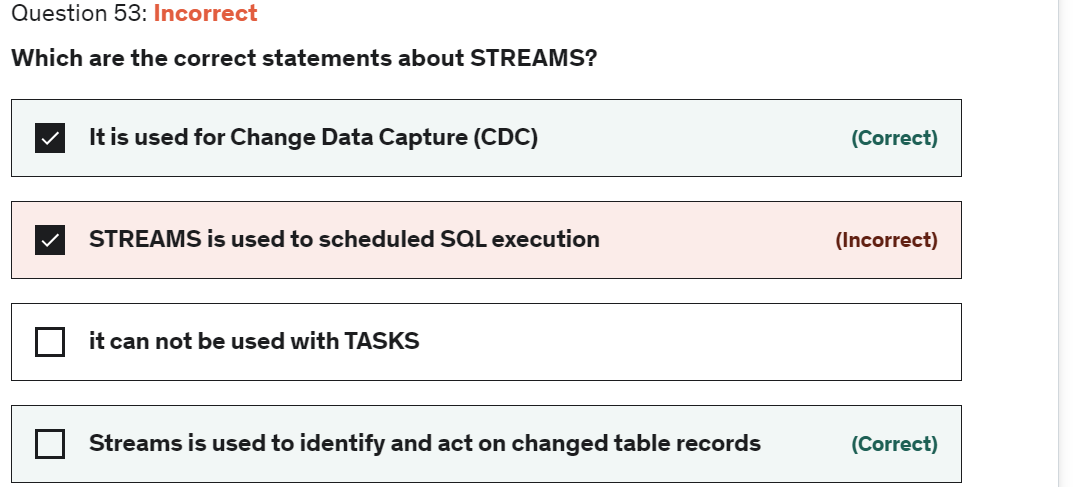 Question 53: Incorrect
Which are the correct statements about STREAMS?
It is used for Change Data Capture (CDC) (Correct)
STREAMS is used to scheduled SQL execution (Incorrect)
it can not be used with TASKS
Streams is used to identify and act on changed table records (Correct)